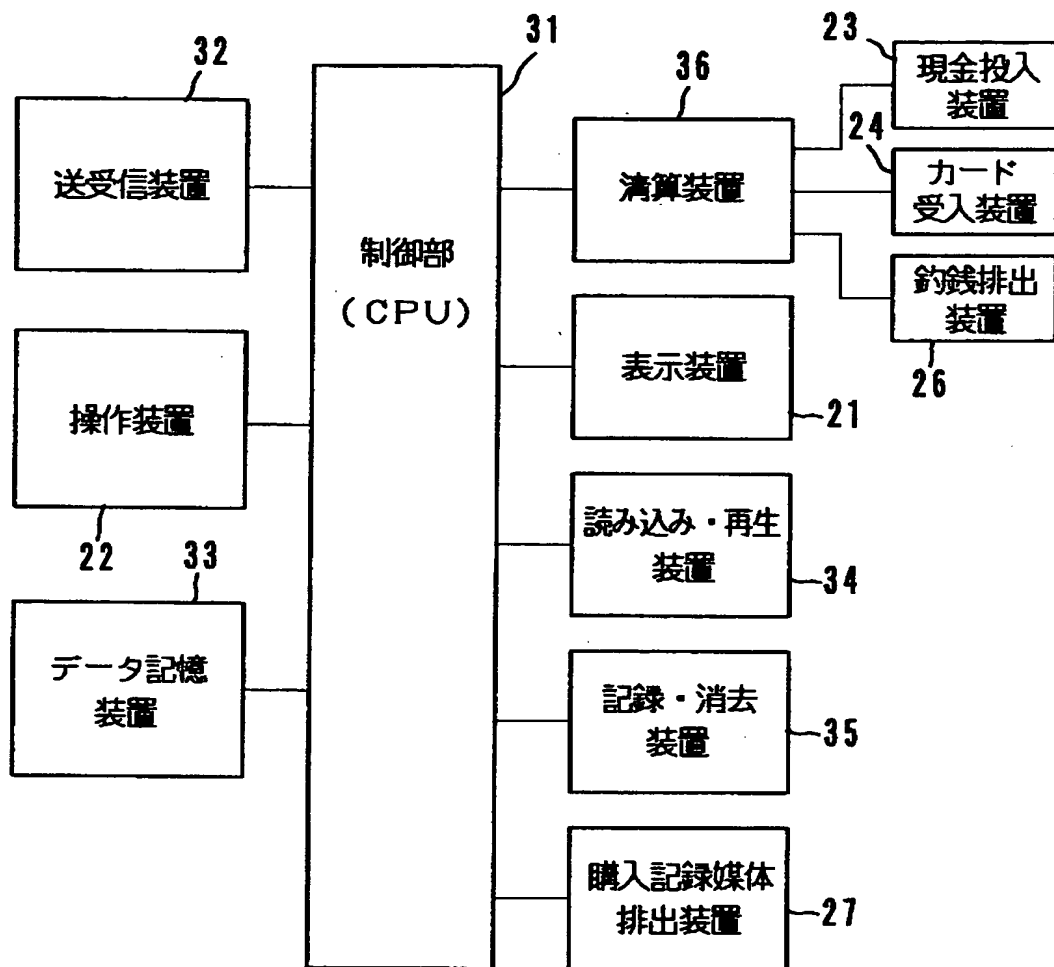 32
送受信装置
操作装置
22
33
データ記憶
装置
31
制御部
(CPU)
36
清算装置
23
現金投入
装置
24
カード
受入装置
釣銭排出
装置
26
表示装置
21
読み込み・再生
装置
34
記録・消去
装置
35
購入記録媒体
排出装置
27